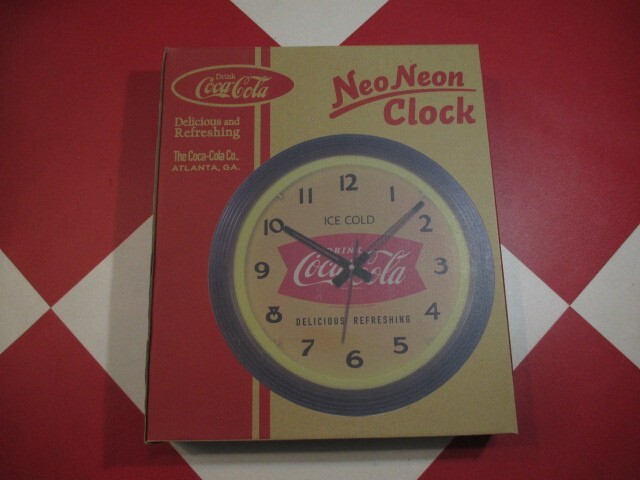 Drink
Coca-Cola
Delicious and
Refreshing
The Coca-Cola Co.,
ATLANTA, GA.
Neo Neon
Clock
12
11
1
10
2
ICE COLD
DRINK
Coca-Cola
9
3
8
4
DELICIOUS REFRESHING
7
5
6